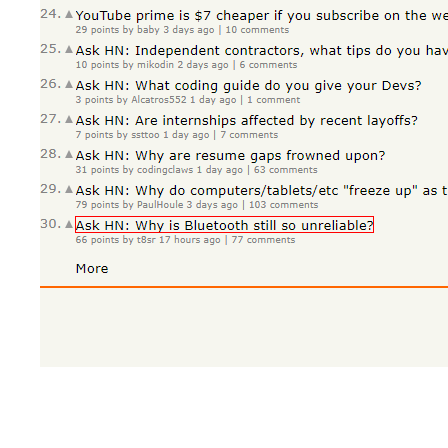 24. ▲ YouTube prime is $7 cheaper if you subscribe on the we
29 points by baby 3 days ago | 10 comments
25. ▲ Ask HN: Independent contractors, what tips do you hav
10 points by mikodin 2 days ago | 6 comments
26. ▲ Ask HN: What coding guide do you give your Devs?
3 points by Alcatros552 1 day ago | 1 comment
27. ▲ Ask HN: Are internships affected by recent layoffs?
7 points by ssttoo 1 day ago | 7 comments
28. ▲ Ask HN: Why are resume gaps frowned upon?
31 points by codingclaws 1 day ago | 63 comments
29. ▲ Ask HN: Why do computers/tablets/etc "freeze up" as t
79 points by PaulHoule 3 days ago | 103 comments
30. ▲ Ask HN: Why is Bluetooth still so unreliable?
66 points by t8sr 17 hours ago | 77 comments
More